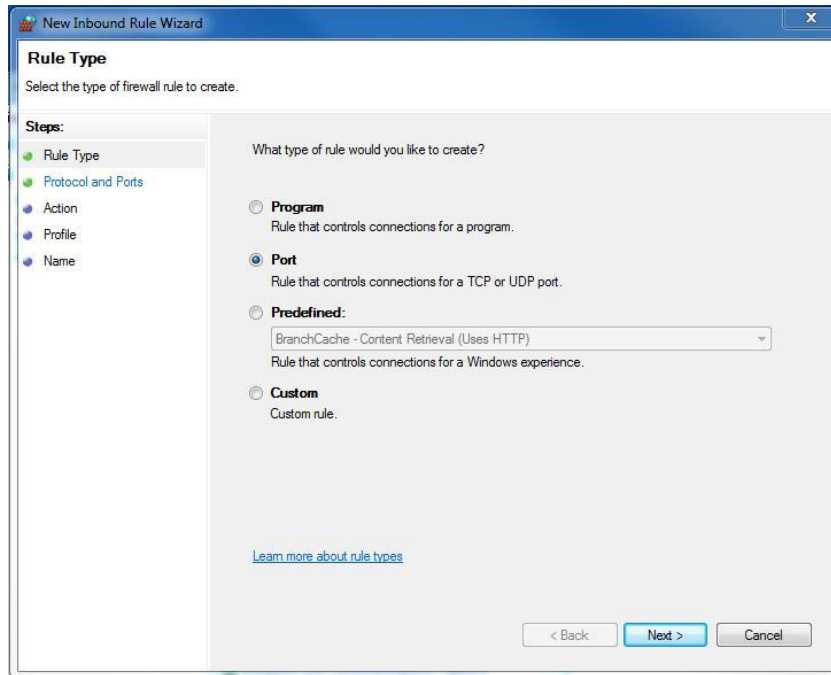 New Inbound Rule Wizard
Rule Type
Select the type of firewall rule to create.
Steps:
Rule Type
Protocol and Ports
Action
Profile
Name
What type of rule would you like to create?
Program
Rule that controls connections for a program.
Port
Rule that controls connections for a TCP or UDP port.
Predefined:
BranchCache - Content Retrieval (Uses HTTP)
Rule that controls connections for a Windows experience.
Custom
Custom rule.
Learn more about rule types
< Back Next > Cancel